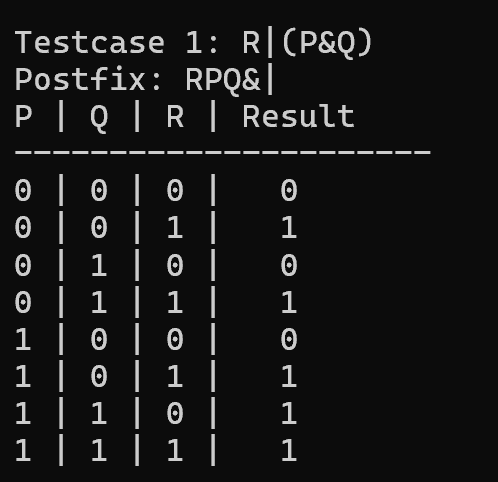 Testcase 1: R|(P&Q)
Postfix: RPQ&|
P | Q | R | Result
----------------------
0 | 0 | 0 |   0
0 | 0 | 1 |   1
0 | 1 | 0 |   0
0 | 1 | 1 |   1
1 | 0 | 0 |   0
1 | 0 | 1 |   1
1 | 1 | 0 |   1
1 | 1 | 1 |   1